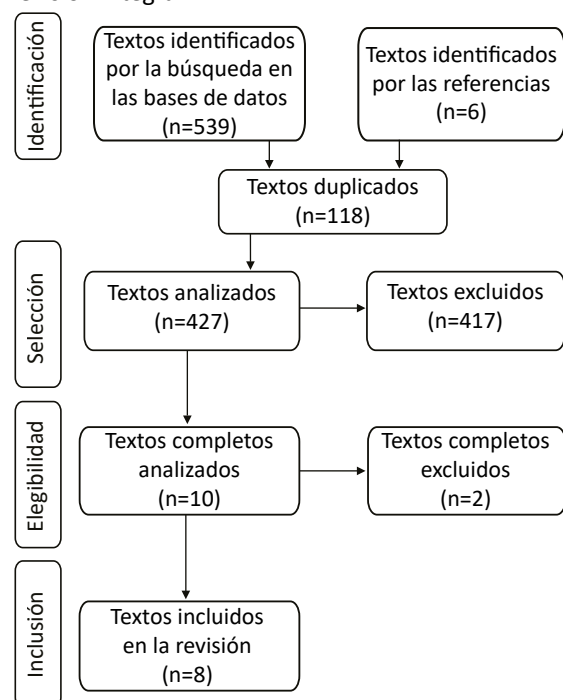 Identificación
Textos identificados
por la búsqueda en
las bases de datos
(n=539)
Textos identificados
por las referencias
(n=6)
Textos duplicados
(n=118)
Selección
Textos analizados
(n=427)
Textos excluidos
(n=417)
Elegibilidad
Textos completos
analizados
(n=10)
Textos completos
excluidos
(n=2)
Inclusión
Textos incluidos
en la revisión
(n=8)